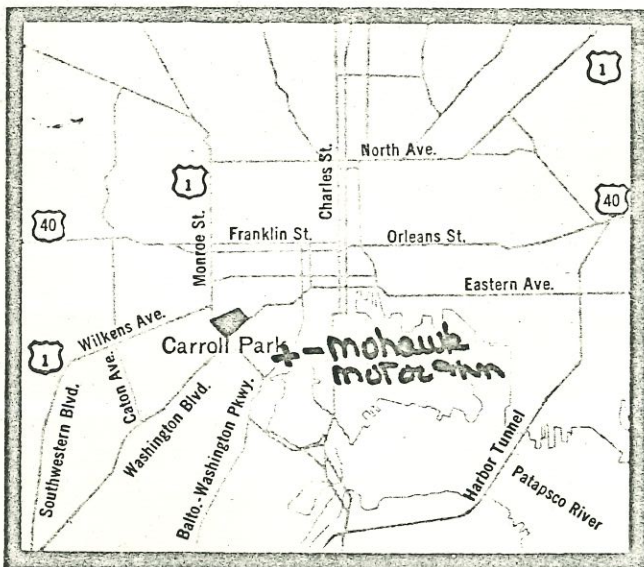 1
North Ave.
Charles St.
1
40
Monroe St.
40
Franklin St.
Orleans St.
Eastern Ave.
Wilkens Ave.
1
Carroll Park
+-Mohawk
Motor Inn
Caton Ave.
Southwestern Blvd.
Washington Blvd.
Balto.-Washington Pkwy.
Harbor Tunnel
Patapsco River